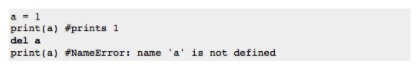 a = 1
print(a) #prints 1
del a
print(a) #NameError: name 'a' is not defined